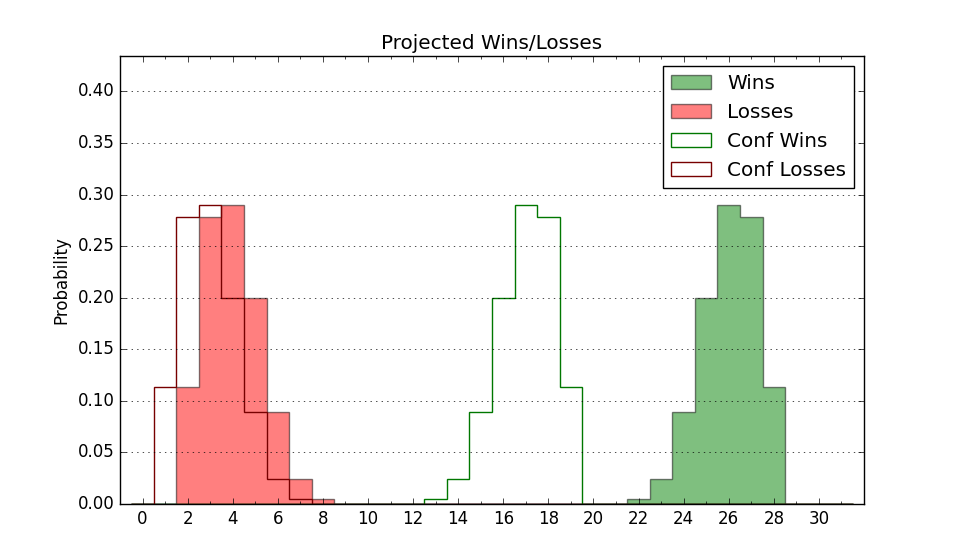 Projected Wins/Losses
Wins
Losses
Conf Wins
Conf Losses
Probability
0.40
0.35
0.30
0.25
0.20
0.15
0.10
0.05
0.00
0 2 4 6 8 10 12 14 16 18 20 22 24 26 28 30